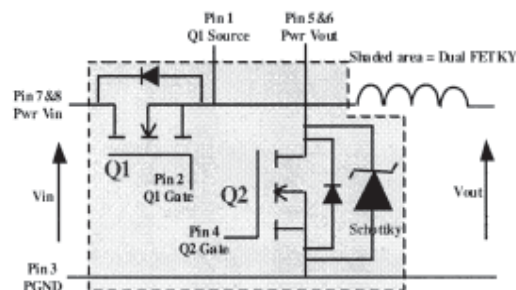 Pin 1
Q1 Source
Pin 5&6
Pwr Vout
Shaded area = Dual FETKY
Pin 7&8
Pwr Vin
Q1
Pin 2
Q1 Gate
Q2
Vin
Vout
Pin 4
Q2 Gate
Schottky
Pin 3
PGND